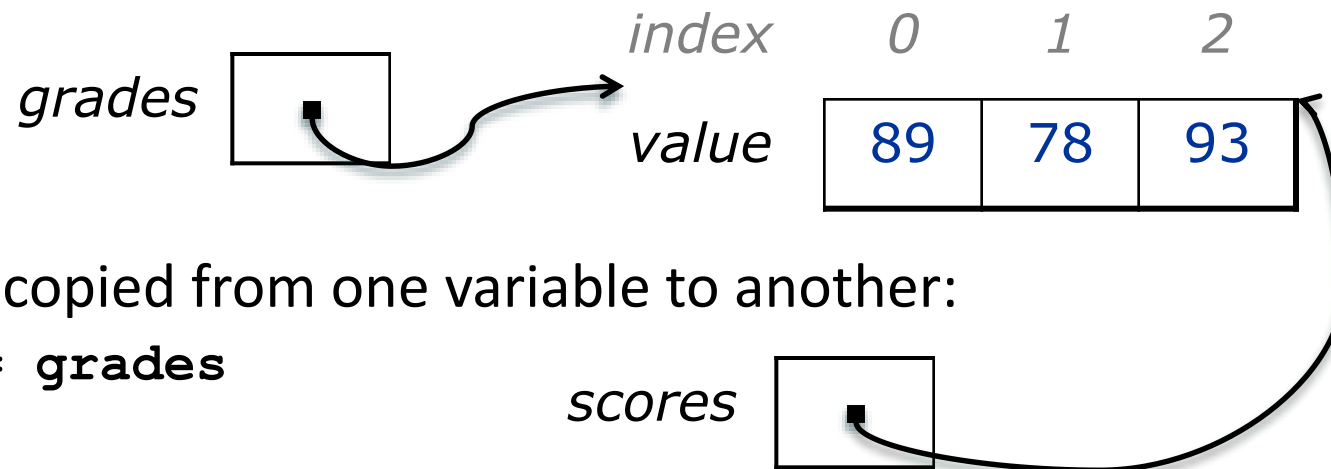 index 0 1 2
grades
value 89 78 93
copied from one variable to another:
= grades
scores